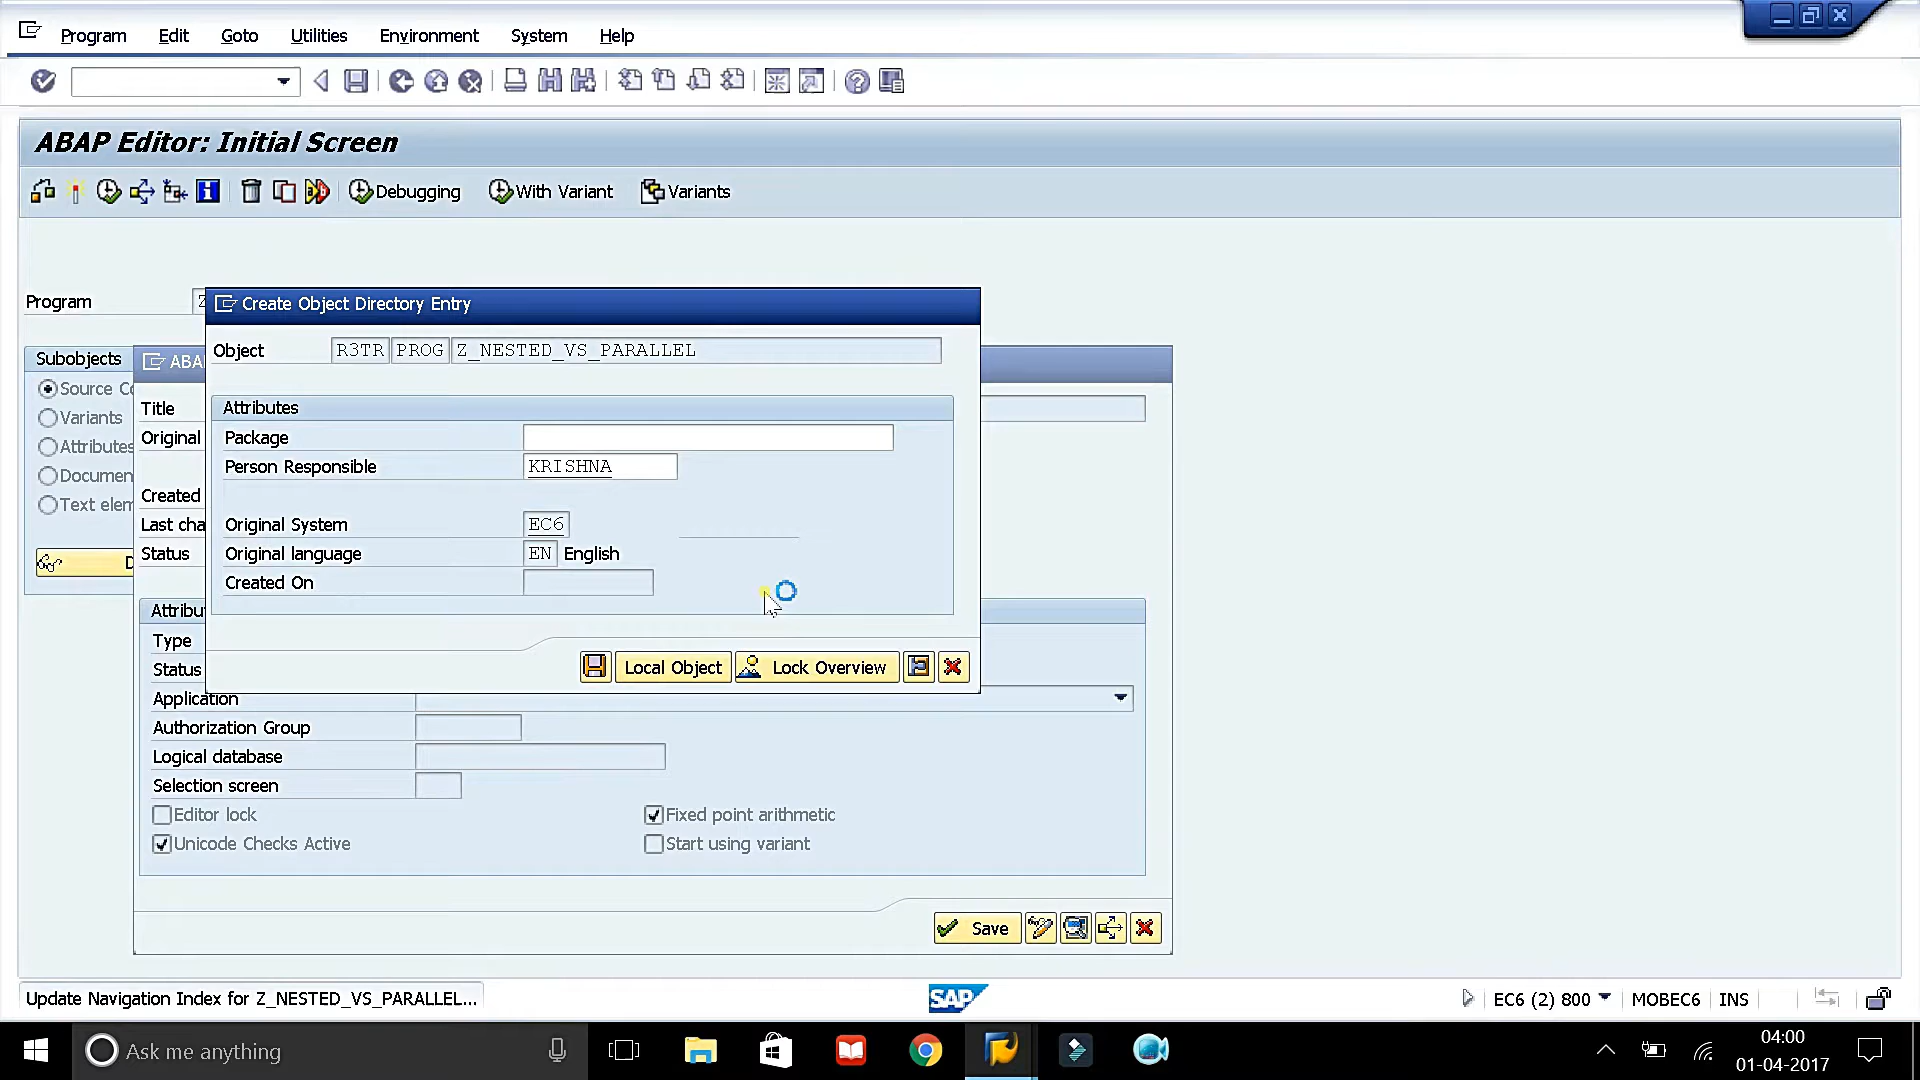 Program Edit Goto Utilities Environment System Help
ABAP Editor: Initial Screen
Debugging With Variant Variants
Program Z
Create Object Directory Entry
Object R3TR PROG Z_NESTED_VS_PARALLEL
Subobjects
ABA
Source Co
Title
Attributes
Variants
Original
Package
Attributes
Person Responsible KRISHNA
Documen
Created
Text elem
Last cha
Original System EC6
Status
Original language EN English
D
Created On
Attribu
Type
Status
Local Object Lock Overview
Application
Authorization Group
Logical database
Selection screen
Editor lock Fixed point arithmetic
Unicode Checks Active Start using variant
Save
Update Navigation Index for Z_NESTED_VS_PARALLEL...
SAP
EC6 (2) 800 MOBEC6 INS
Ask me anything
04:00
01-04-2017